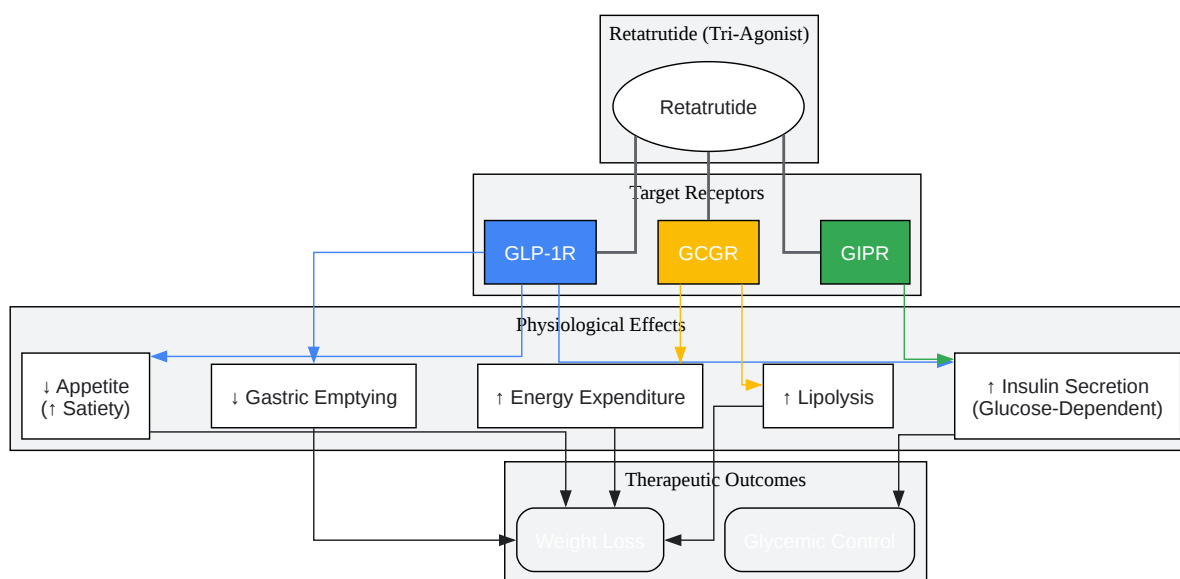 Retatrutide (Tri-Agonist)
Retatrutide
Target Receptors
GLP-1R
GCGR
GIPR
Physiological Effects
↓ Appetite
(↑ Satiety)
↓ Gastric Emptying
↑ Energy Expenditure
↑ Lipolysis
↑ Insulin Secretion
(Glucose-Dependent)
Therapeutic Outcomes
Weight Loss
Glycemic Control